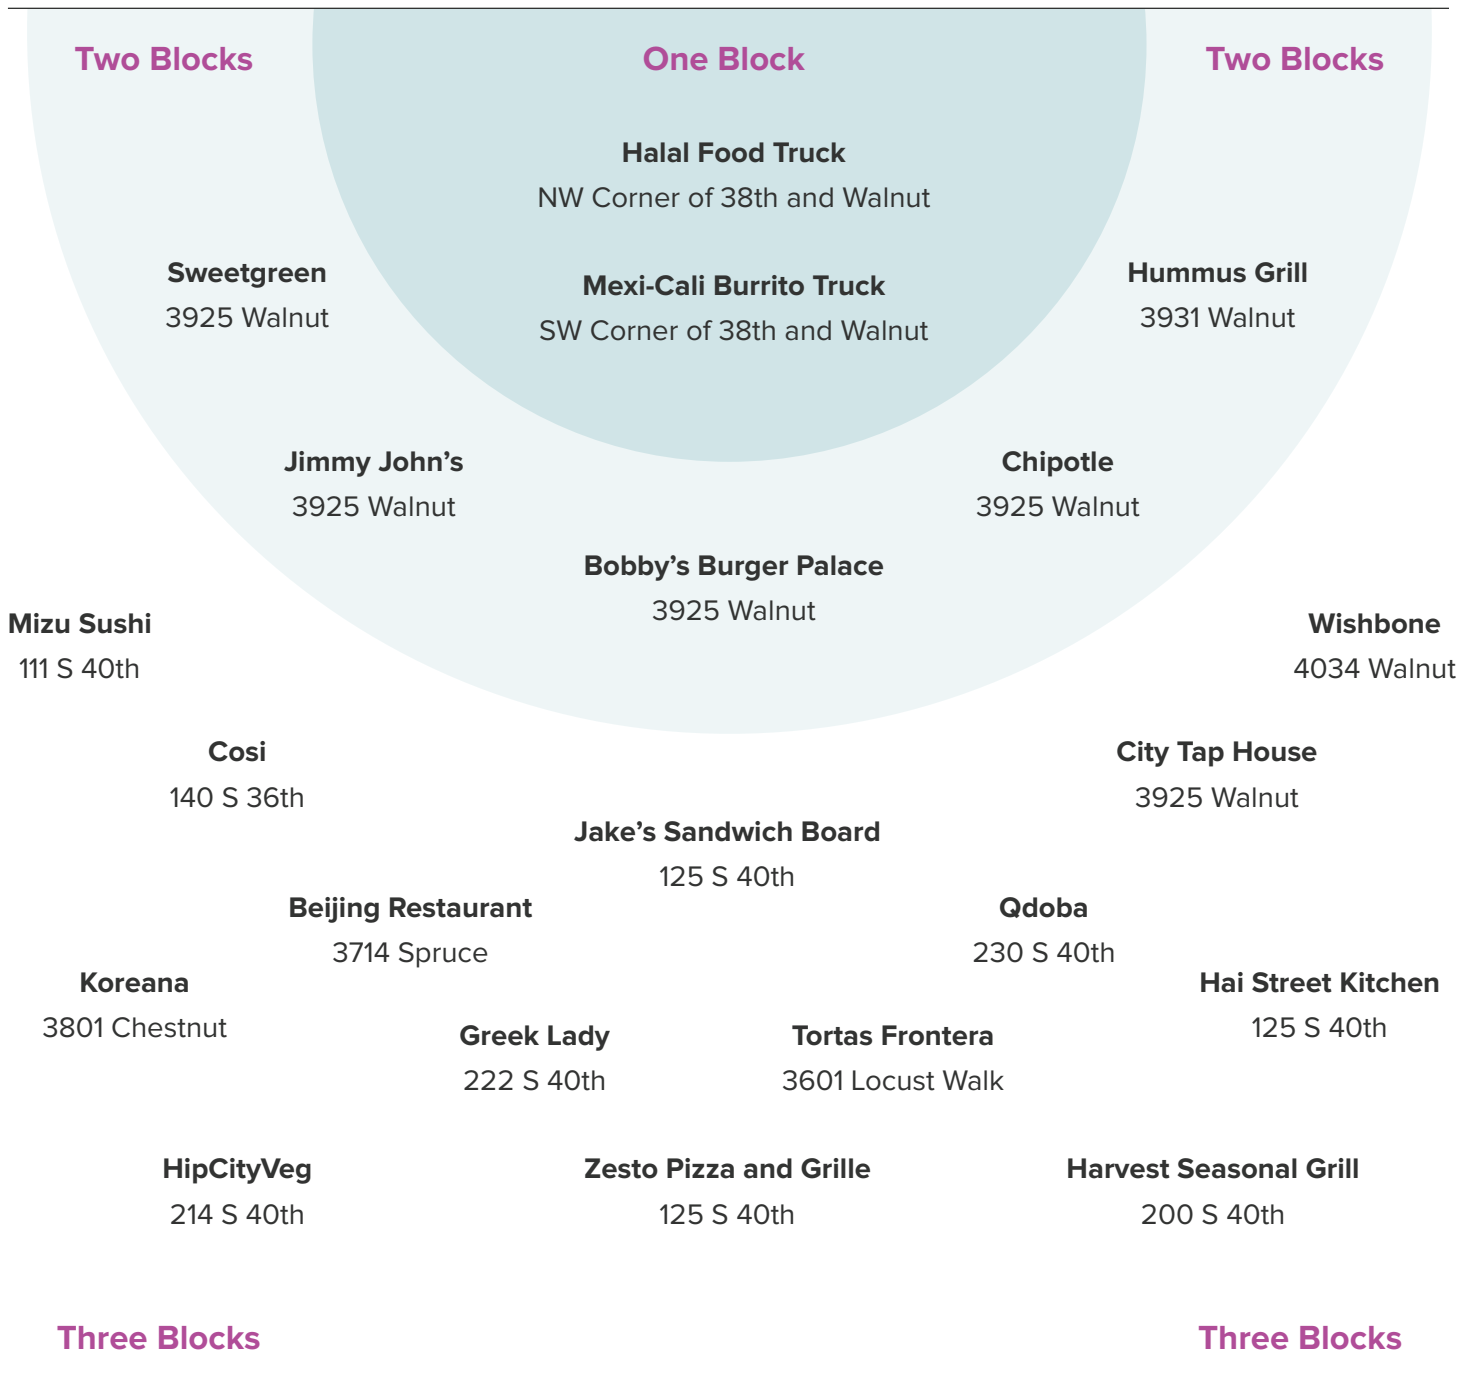 Two Blocks
One Block
Two Blocks
Halal Food Truck
NW Corner of 38th and Walnut
Sweetgreen
3925 Walnut
Mexi-Cali Burrito Truck
SW Corner of 38th and Walnut
Hummus Grill
3931 Walnut
Jimmy John’s
3925 Walnut
Chipotle
3925 Walnut
Bobby’s Burger Palace
3925 Walnut
Mizu Sushi
111 S 40th
Wishbone
4034 Walnut
Cosi
140 S 36th
City Tap House
3925 Walnut
Jake’s Sandwich Board
125 S 40th
Beijing Restaurant
3714 Spruce
Qdoba
230 S 40th
Koreana
3801 Chestnut
Hai Street Kitchen
125 S 40th
Greek Lady
222 S 40th
Tortas Frontera
3601 Locust Walk
HipCityVeg
214 S 40th
Zesto Pizza and Grille
125 S 40th
Harvest Seasonal Grill
200 S 40th
Three Blocks
Three Blocks